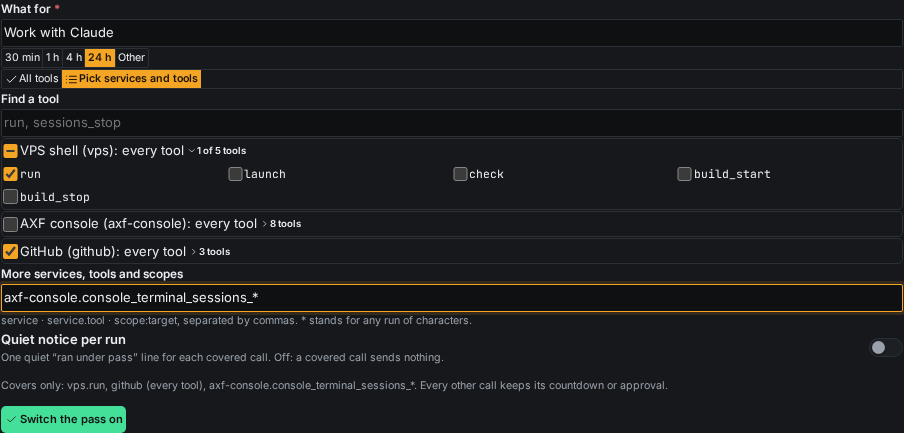 What for *
Work with Claude
30 min 1 h 4 h 24 h Other
All tools Pick services and tools
Find a tool
run, sessions_stop
VPS shell (vps): every tool 1 of 5 tools
run launch check build_start
build_stop
AXF console (axf-console): every tool 8 tools
GitHub (github): every tool 3 tools
More services, tools and scopes
axf-console.console_terminal_sessions_*
service · service.tool · scope:target, separated by commas. * stands for any run of characters.
Quiet notice per run
One quiet “ran under pass” line for each covered call. Off: a covered call sends nothing.
Covers only: vps.run, github (every tool), axf-console.console_terminal_sessions_*. Every other call keeps its countdown or approval.
Switch the pass on